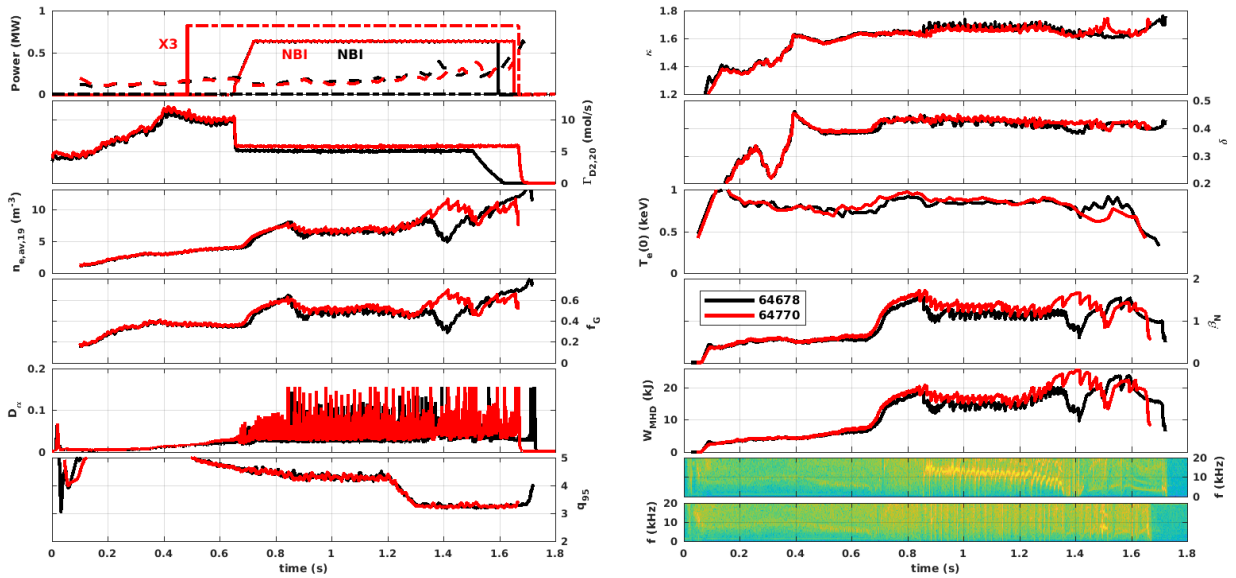 Power (MW)
1
0.5
0
X3
NBI
NBI
Γ_D2,20 (mol/s)
10
5
0
n_e,av,19 (m^-3)
10
5
0
f_G
0.6
0.4
0.2
0
D_α
0.2
0.1
0
q_95
5
4
3
2
0 0.2 0.4 0.6 0.8 1 1.2 1.4 1.6 1.8
time (s)
κ
1.8
1.6
1.4
1.2
δ
0.5
0.4
0.3
0.2
T_e(0) (keV)
1
0.5
0
64678
64770
β_N
2
1
0
W_MHD (kJ)
20
10
0
20
10
0
f (kHz)
f (kHz)
20
10
0
0 0.2 0.4 0.6 0.8 1 1.2 1.4 1.6 1.8
time (s)